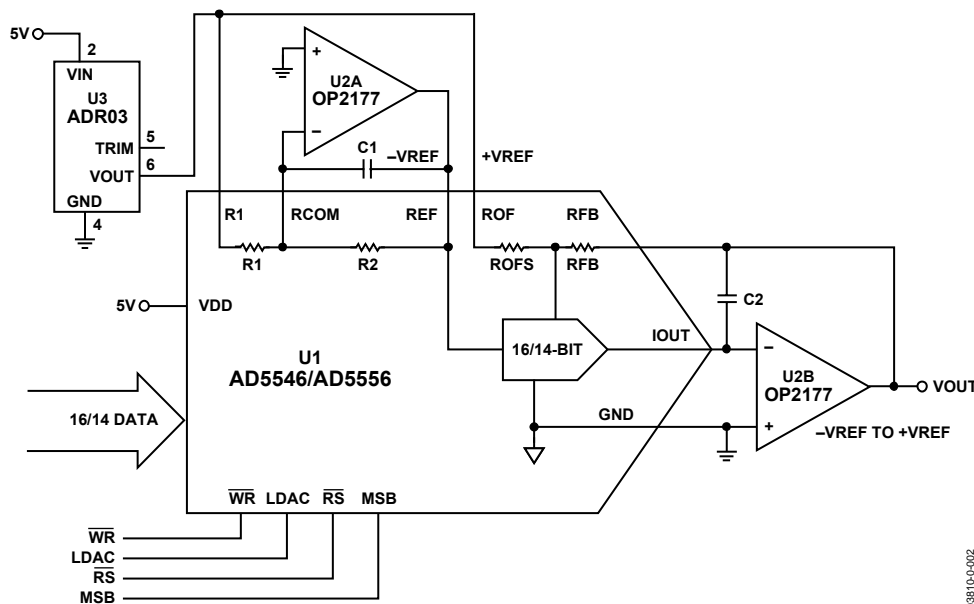 5V
2
VIN
U3
ADR03
TRIM
5
VOUT
6
GND
4
+
U2A
OP2177
–
C1
–VREF
+VREF
R1
RCOM
REF
ROF
RFB
R1
R2
ROFS
RFB
5V
VDD
C2
U1
AD5546/AD5556
16/14-BIT
IOUT
–
U2B
OP2177
+
VOUT
16/14 DATA
GND
–VREF TO +VREF
WR
LDAC
RS
MSB
WR
LDAC
RS
MSB
03810-0-002